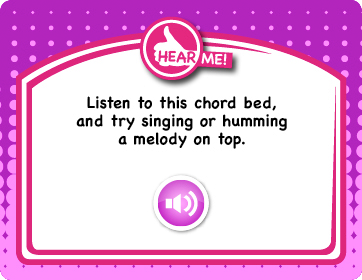 HEAR ME!
Listen to this chord bed,
and try singing or humming
a melody on top.